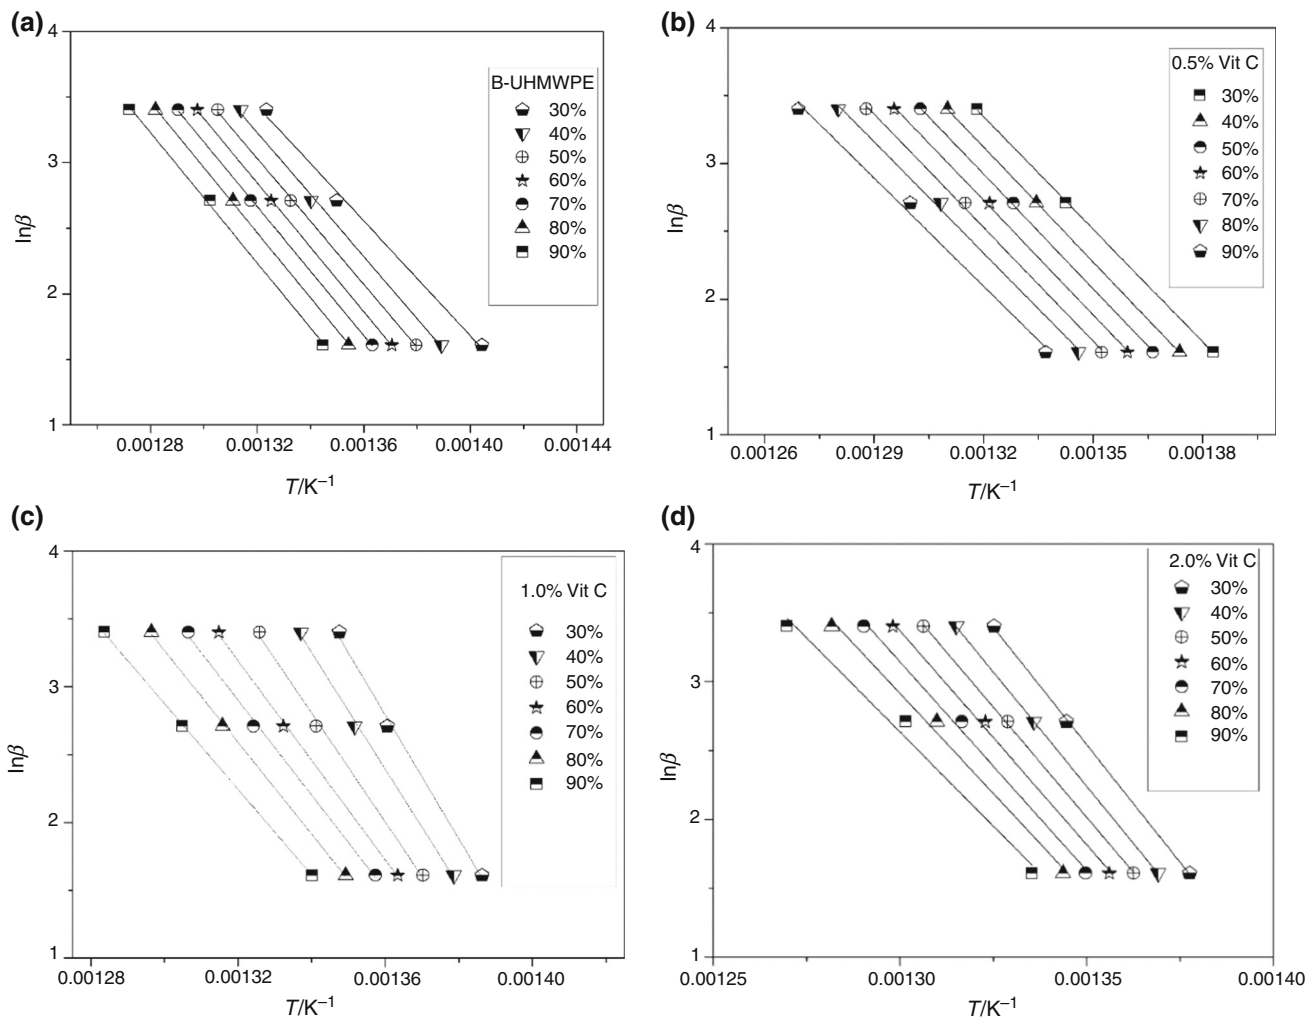 (a)
4
3
2
1
lnβ
B-UHMWPE
30%
40%
50%
60%
70%
80%
90%
0.00128 0.00132 0.00136 0.00140 0.00144
T/K–1
(b)
4
3
2
1
lnβ
0.5% Vit C
30%
40%
50%
60%
70%
80%
90%
0.00126 0.00129 0.00132 0.00135 0.00138
T/K–1
(c)
4
3
2
1
lnβ
1.0% Vit C
30%
40%
50%
60%
70%
80%
90%
0.00128 0.00132 0.00136 0.00140
T/K–1
(d)
4
3
2
1
lnβ
2.0% Vit C
30%
40%
50%
60%
70%
80%
90%
0.00125 0.00130 0.00135 0.00140
T/K–1